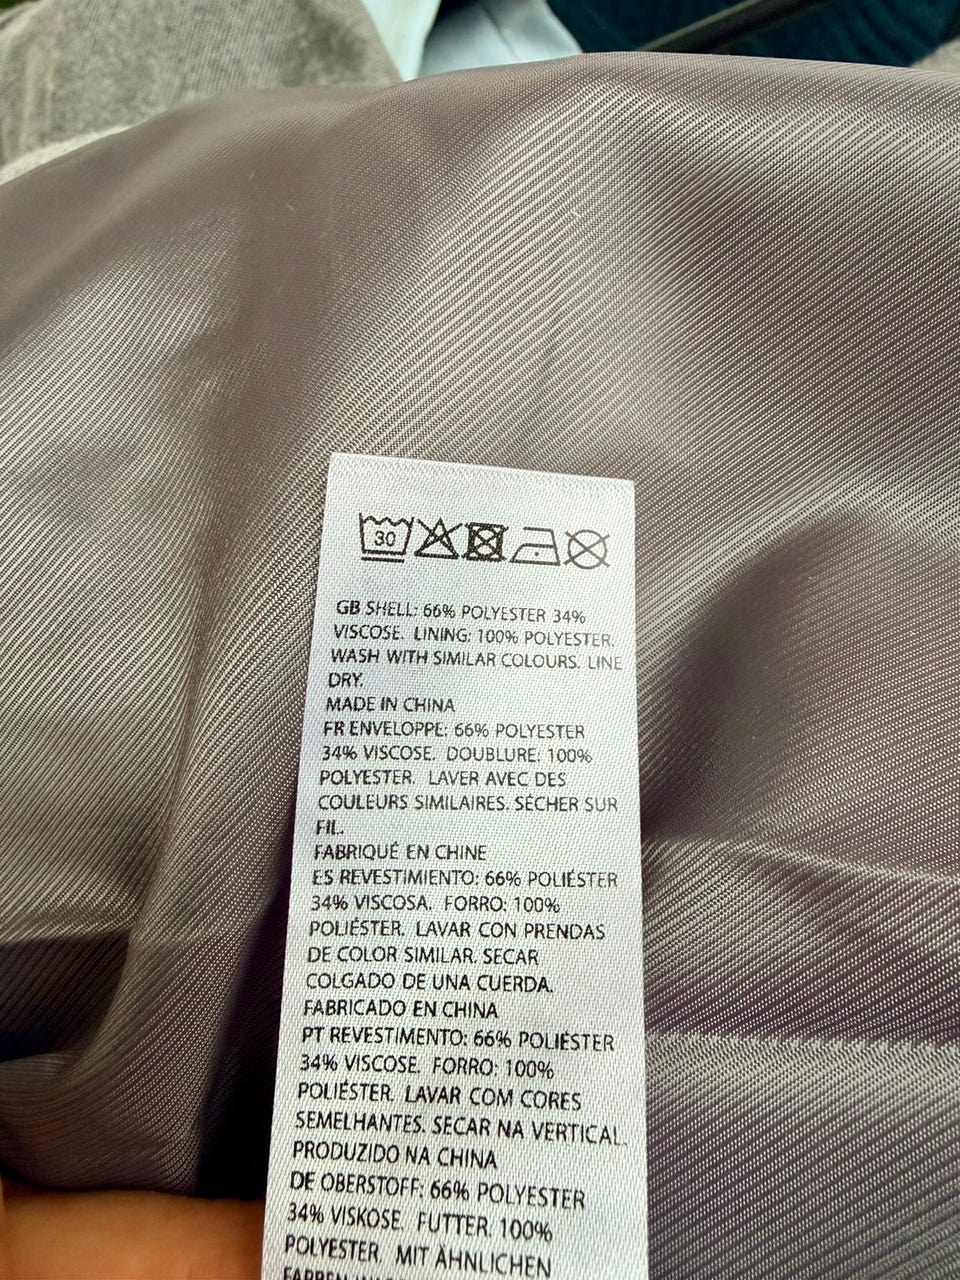 30
GB SHELL: 66% POLYESTER 34%
VISCOSE. LINING: 100% POLYESTER.
WASH WITH SIMILAR COLOURS. LINE
DRY.
MADE IN CHINA
FR ENVELOPPE: 66% POLYESTER
34% VISCOSE. DOUBLURE: 100%
POLYESTER. LAVER AVEC DES
COULEURS SIMILAIRES. SÉCHER SUR
FIL.
FABRIQUÉ EN CHINE
ES REVESTIMIENTO: 66% POLIÉSTER
34% VISCOSA. FORRO: 100%
POLIÉSTER. LAVAR CON PRENDAS
DE COLOR SIMILAR. SECAR
COLGADO DE UNA CUERDA.
FABRICADO EN CHINA
PT REVESTIMENTO: 66% POLIÉSTER
34% VISCOSE. FORRO: 100%
POLIÉSTER. LAVAR COM CORES
SEMELHANTES. SECAR NA VERTICAL.
PRODUZIDO NA CHINA
DE OBERSTOFF: 66% POLYESTER
34% VISKOSE. FUTTER. 100%
POLYESTER. MIT ÄHNLICHEN
FARBEN